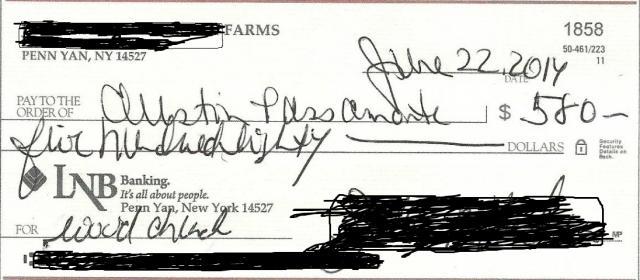 FARMS
PENN YAN, NY 14527
1858
50-461/223
11
June 22, 2014
DATE
PAY TO THE
ORDER OF Austin Passamonte $ 580-
five hundred eighty DOLLARS
Security
Features
Details on
Back.
LNB Banking.
It's all about people.
Penn Yan, New York 14527
FOR
MP